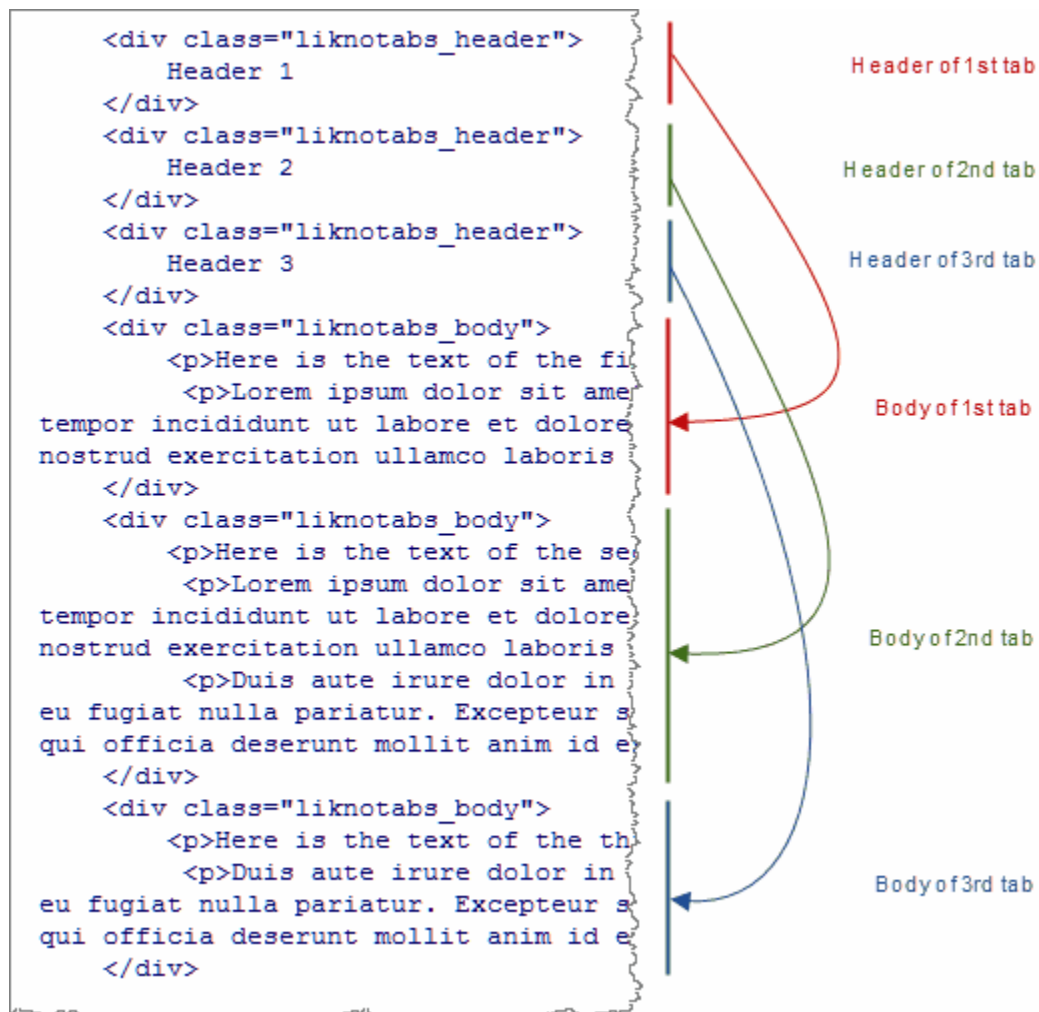 <div class="liknotabs_header">
Header 1
</div>
<div class="liknotabs_header">
Header 2
</div>
<div class="liknotabs_header">
Header 3
</div>
<div class="liknotabs_body">
<p>Here is the text of the fi
<p>Lorem ipsum dolor sit ame
tempor incididunt ut labore et dolore
nostrud exercitation ullamco laboris
</div>
<div class="liknotabs_body">
<p>Here is the text of the se
<p>Lorem ipsum dolor sit ame
tempor incididunt ut labore et dolore
nostrud exercitation ullamco laboris
<p>Duis aute irure dolor in
eu fugiat nulla pariatur. Excepteur s
qui officia deserunt mollit anim id e
</div>
<div class="liknotabs_body">
<p>Here is the text of the th
<p>Duis aute irure dolor in
eu fugiat nulla pariatur. Excepteur s
qui officia deserunt mollit anim id e
</div>
Header of 1st tab
Header of 2nd tab
Header of 3rd tab
Body of 1st tab
Body of 2nd tab
Body of 3rd tab